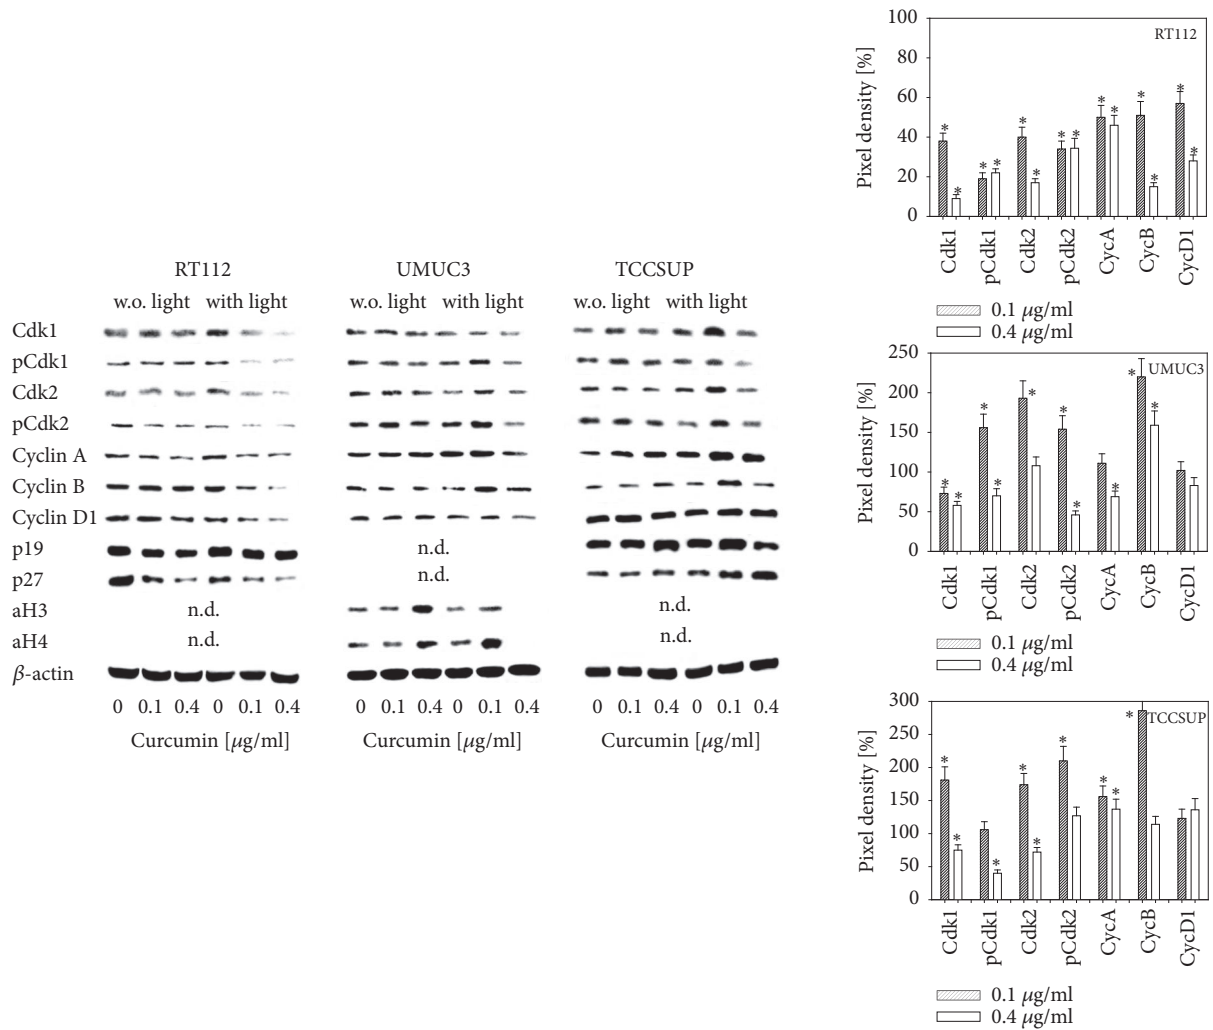 RT112 UMUC3 TCCSUP
w.o. light with light w.o. light with light w.o. light with light
Cdk1
pCdk1
Cdk2
pCdk2
Cyclin A
Cyclin B
Cyclin D1
p19 n.d.
p27 n.d.
aH3 n.d. n.d.
aH4 n.d. n.d.
β-actin
0 0.1 0.4 0 0.1 0.4 0 0.1 0.4 0 0.1 0.4 0 0.1 0.4 0 0.1 0.4
Curcumin [μg/ml] Curcumin [μg/ml] Curcumin [μg/ml]
RT112
Pixel density [%]
100
80
60
40
20
0
* * * * * * * * * * * * * *
Cdk1 pCdk1 Cdk2 pCdk2 CycA CycB CycD1
0.1 μg/ml
0.4 μg/ml
UMUC3
Pixel density [%]
250
200
150
100
50
0
* * * * * * * * * *
Cdk1 pCdk1 Cdk2 pCdk2 CycA CycB CycD1
0.1 μg/ml
0.4 μg/ml
TCCSUP
Pixel density [%]
300
250
200
150
100
50
0
* * * * * * * * *
Cdk1 pCdk1 Cdk2 pCdk2 CycA CycB CycD1
0.1 μg/ml
0.4 μg/ml